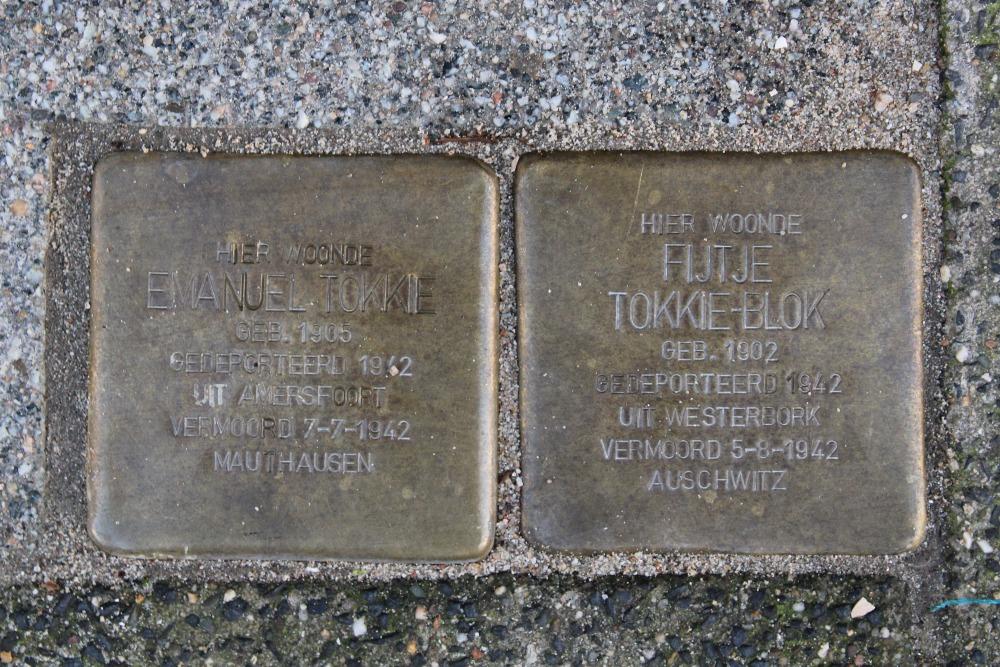 HIER WOONDE
EMANUEL TOKKIE
GEB. 1905
GEDEPORTEERD 1942
UIT AMERSFOORT
VERMOORD 7-7-1942
MAUTHAUSEN
HIER WOONDE
FIJTJE
TOKKIE-BLOK
GEB. 1902
GEDEPORTEERD 1942
UIT WESTERBORK
VERMOORD 5-8-1942
AUSCHWITZ